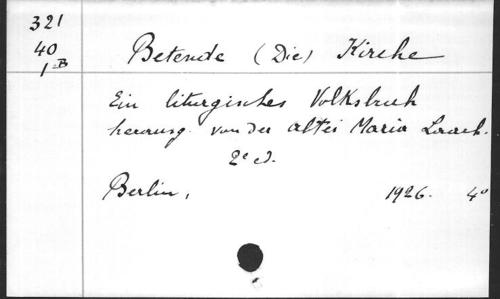 321
40
1-B
Betende (Die) Kirche
Ein liturgisches Volksbuch
herausg. von der Abtei Maria Laach.
2e éd.
Berlin, 1926. 4°